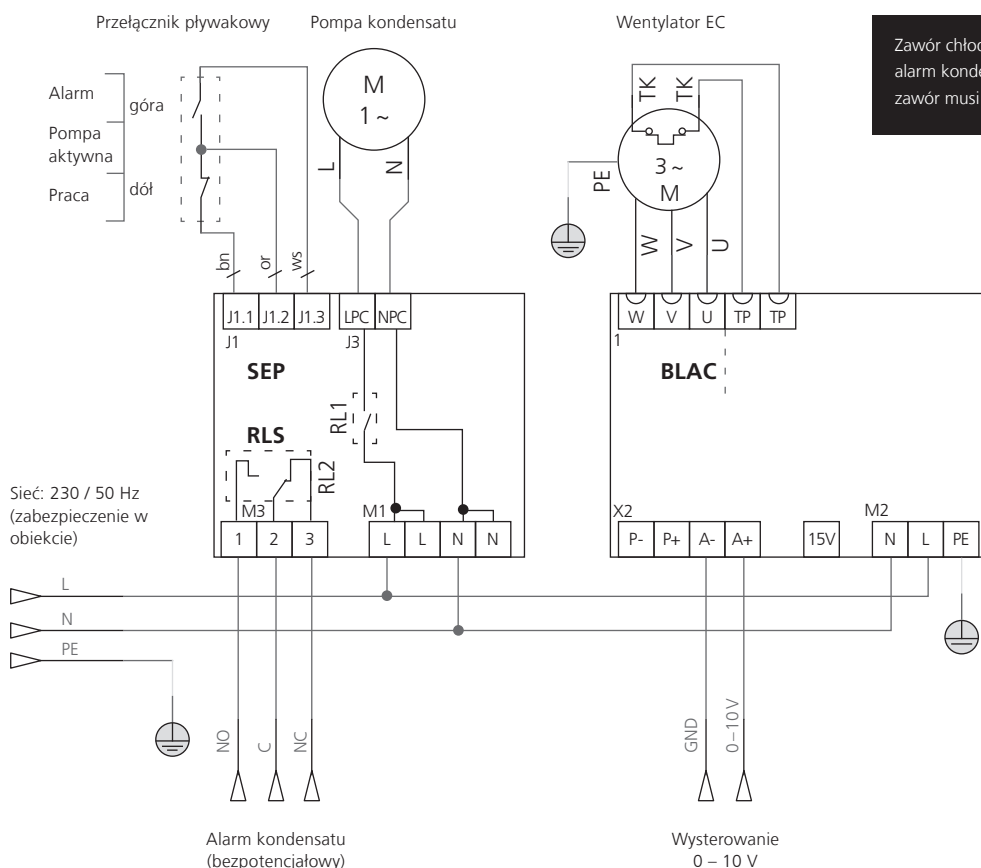 Przełącznik pływakowy
Pompa kondensatu
Wentylator EC
Zawór chłod
alarm konde
zawór musi
Alarm
góra
Pompa
aktywna
Praca
dół
M
1 ~
L
N
TK
TK
3 ~
M
PE
W
V
U
bn
or
ws
J1.1
J1.2
J1.3
LPC
NPC
J1
J3
SEP
RL1
RLS
RL2
W
V
U
TP
TP
1
BLAC
Sieć: 230 / 50 Hz
(zabezpieczenie w
obiekcie)
M3
M1
1
2
3
L
L
N
N
X2
M2
P-
P+
A-
A+
15V
N
L
PE
L
N
PE
NO
C
NC
GND
0–10 V
Alarm kondensatu
(bezpotencjałowy)
Wysterowanie
0 – 10 V